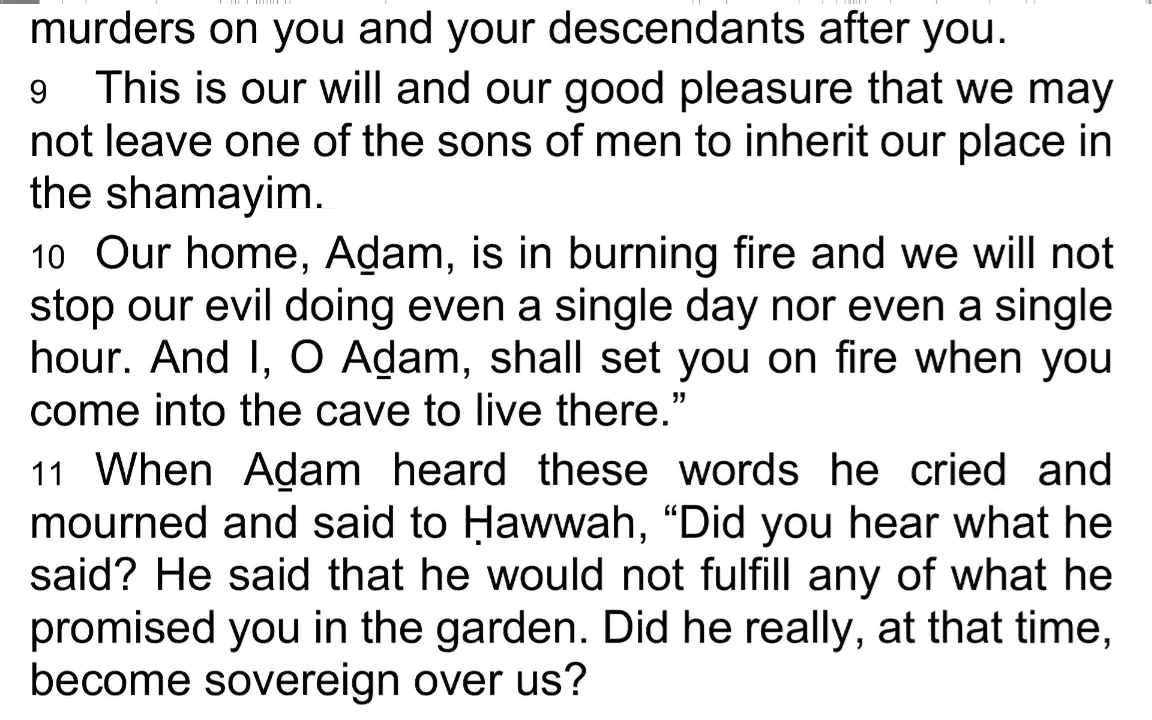 murders on you and your descendants after you.
9 This is our will and our good pleasure that we may
not leave one of the sons of men to inherit our place in
the shamayim.
10 Our home, Aḏam, is in burning fire and we will not
stop our evil doing even a single day nor even a single
hour. And I, O Aḏam, shall set you on fire when you
come into the cave to live there.”
11 When Aḏam heard these words he cried and
mourned and said to Ḥawwah, “Did you hear what he
said? He said that he would not fulfill any of what he
promised you in the garden. Did he really, at that time,
become sovereign over us?